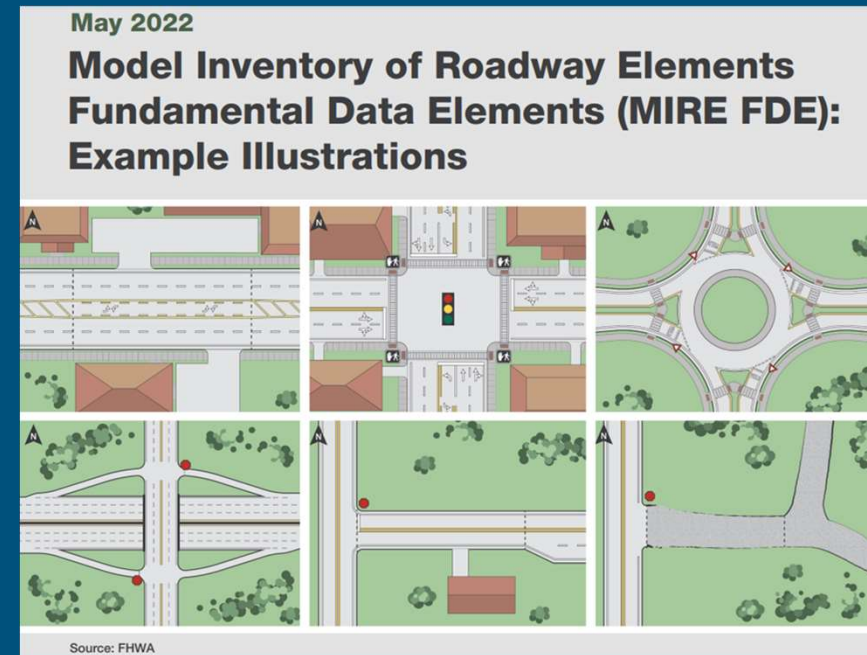 May 2022
Model Inventory of Roadway Elements
Fundamental Data Elements (MIRE FDE):
Example Illustrations
N
N
N
N
N
N
Source: FHWA